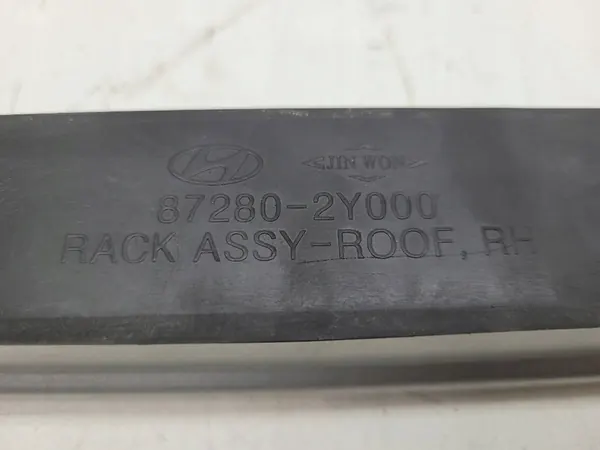 JIN WON
87280-2Y000
RACK ASSY-ROOF, RH